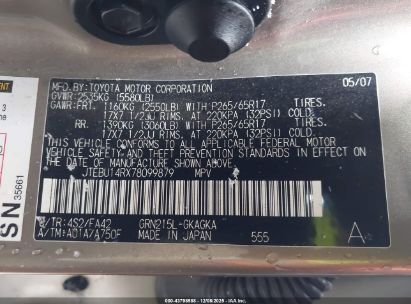 MFD.BY:TOYOTA MOTOR CORPORATION 05/07
GVWR:2535KG (5580LB)
GAWR:FRT. 1160KG (2550LB) WITH P265/65R17 TIRES.
17X7 1/2JJ RIMS. AT 220KPA (32PSI) COLD.
RR. 1390KG (3060LB) WITH P265/65R17 TIRES.
17X7 1/2JJ RIMS. AT 220KPA (32PSI) COLD.
THIS VEHICLE CONFORMS TO ALL APPLICABLE FEDERAL MOTOR
VEHICLE SAFETY AND
IN EFFECT ON THE DATE OF MANUFACTURE SHOWN ABOVE.
JTEBU14RX78099879 MPV
C/TR:4S2/FA42 GRN215L-GKAGKA
A/TM:A01A/A750F MADE IN JAPAN 555 A
3
ne
SN
35661